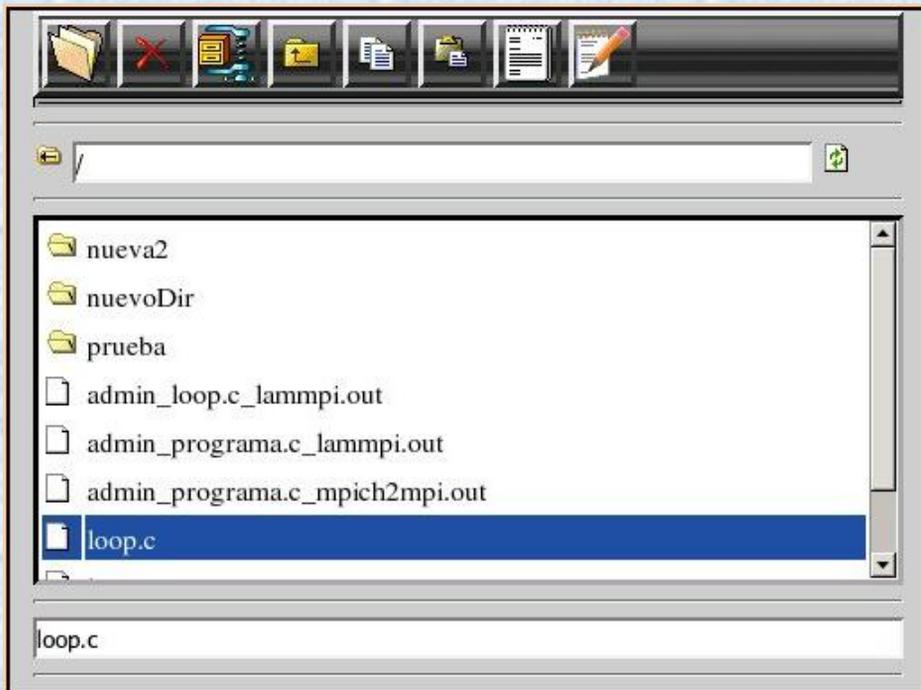 /
nueva2
nuevoDir
prueba
admin_loop.c_lammpi.out
admin_programa.c_lammpi.out
admin_programa.c_mpich2mpi.out
loop.c
loop.c